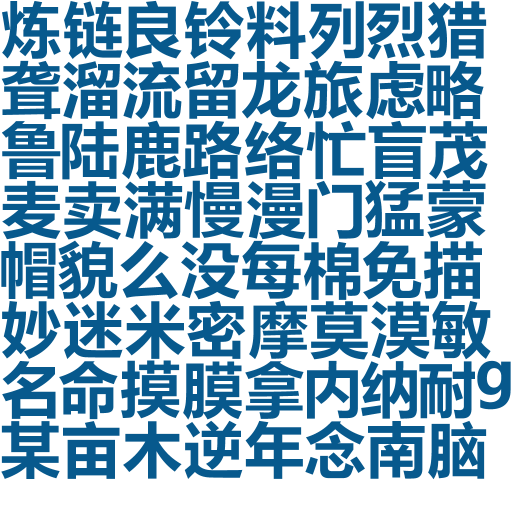 炼链良铃料列烈猎
聋溜流留龙旅虑略
鲁陆鹿路络忙盲茂
麦卖满慢漫门猛蒙
帽貌么没每棉免描
妙迷米密摩莫漠敏
名命摸膜拿内纳耐g
某亩木逆年念南脑